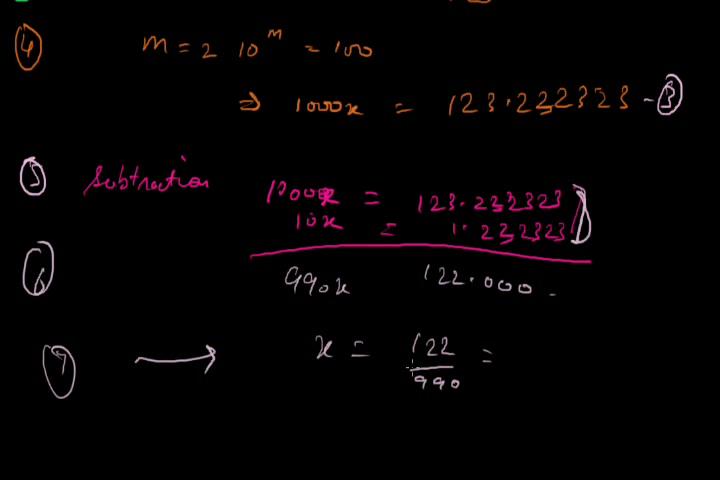 ④ m = 2 10^m = 100
⇒ 1000x = 123.232323 - ③
⑤ Subtraction 1000x = 123.232323
10x = 1.232323
⑥ 990x 122.000
⑦ → x = 122/990 =